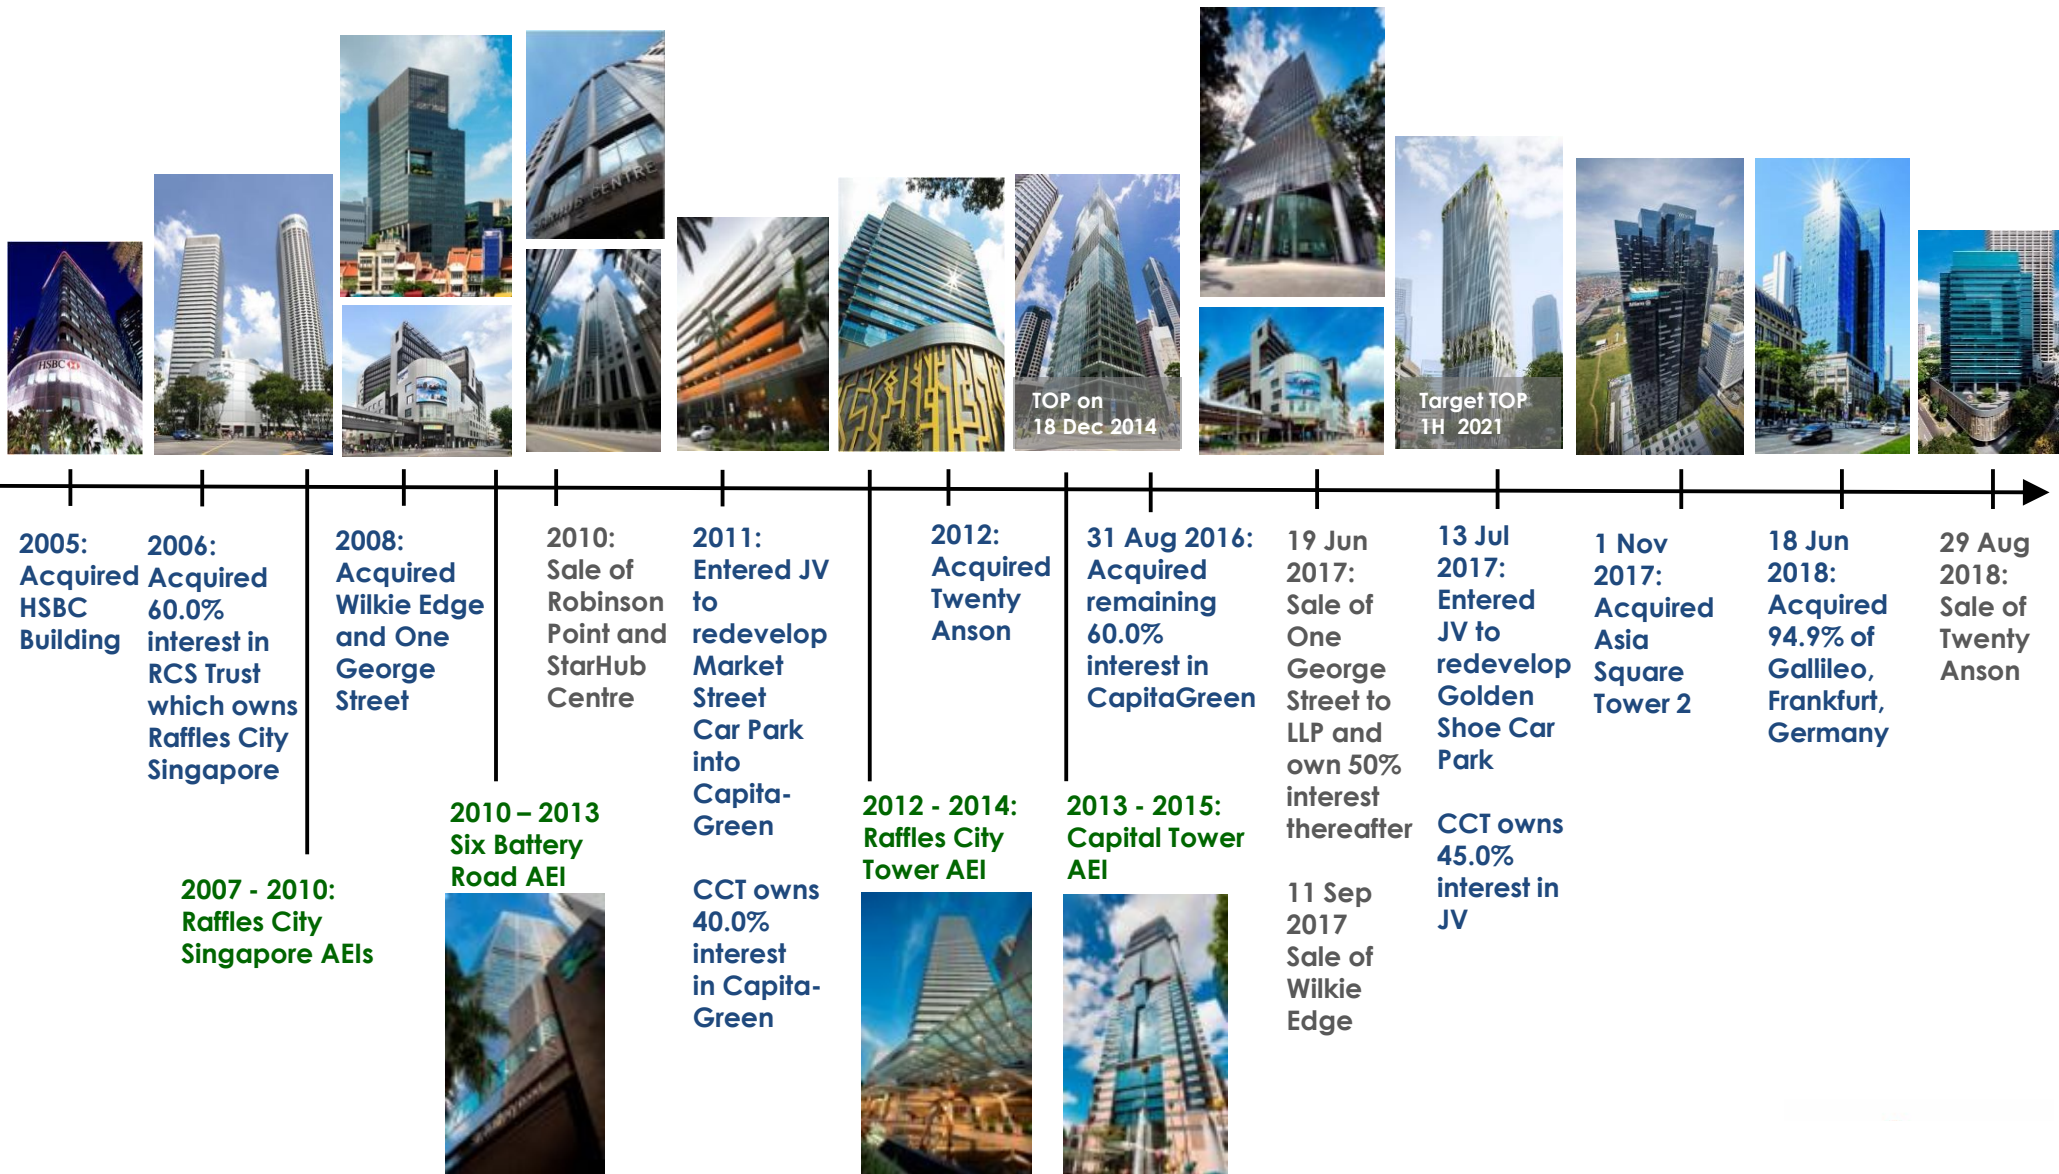 HSBC
STARHUB CENTRE
TOP on
18 Dec 2014
Target TOP
1H 2021
2005:
Acquired
HSBC
Building
2006:
Acquired
60.0%
interest in
RCS Trust
which owns
Raffles City
Singapore
2007 - 2010:
Raffles City
Singapore AEIs
2008:
Acquired
Wilkie Edge
and One
George
Street
2010 – 2013
Six Battery
Road AEI
2010:
Sale of
Robinson
Point and
StarHub
Centre
2011:
Entered JV
to
redevelop
Market
Street
Car Park
into
Capita-
Green
CCT owns
40.0%
interest
in Capita-
Green
2012 - 2014:
Raffles City
Tower AEI
2012:
Acquired
Twenty
Anson
2013 - 2015:
Capital Tower
AEI
31 Aug 2016:
Acquired
remaining
60.0%
interest in
CapitaGreen
19 Jun
2017:
Sale of
One
George
Street to
LLP and
own 50%
interest
thereafter
11 Sep
2017
Sale of
Wilkie
Edge
13 Jul
2017:
Entered
JV to
redevelop
Golden
Shoe Car
Park
CCT owns
45.0%
interest in
JV
1 Nov
2017:
Acquired
Asia
Square
Tower 2
18 Jun
2018:
Acquired
94.9% of
Gallileo,
Frankfurt,
Germany
29 Aug
2018:
Sale of
Twenty
Anson